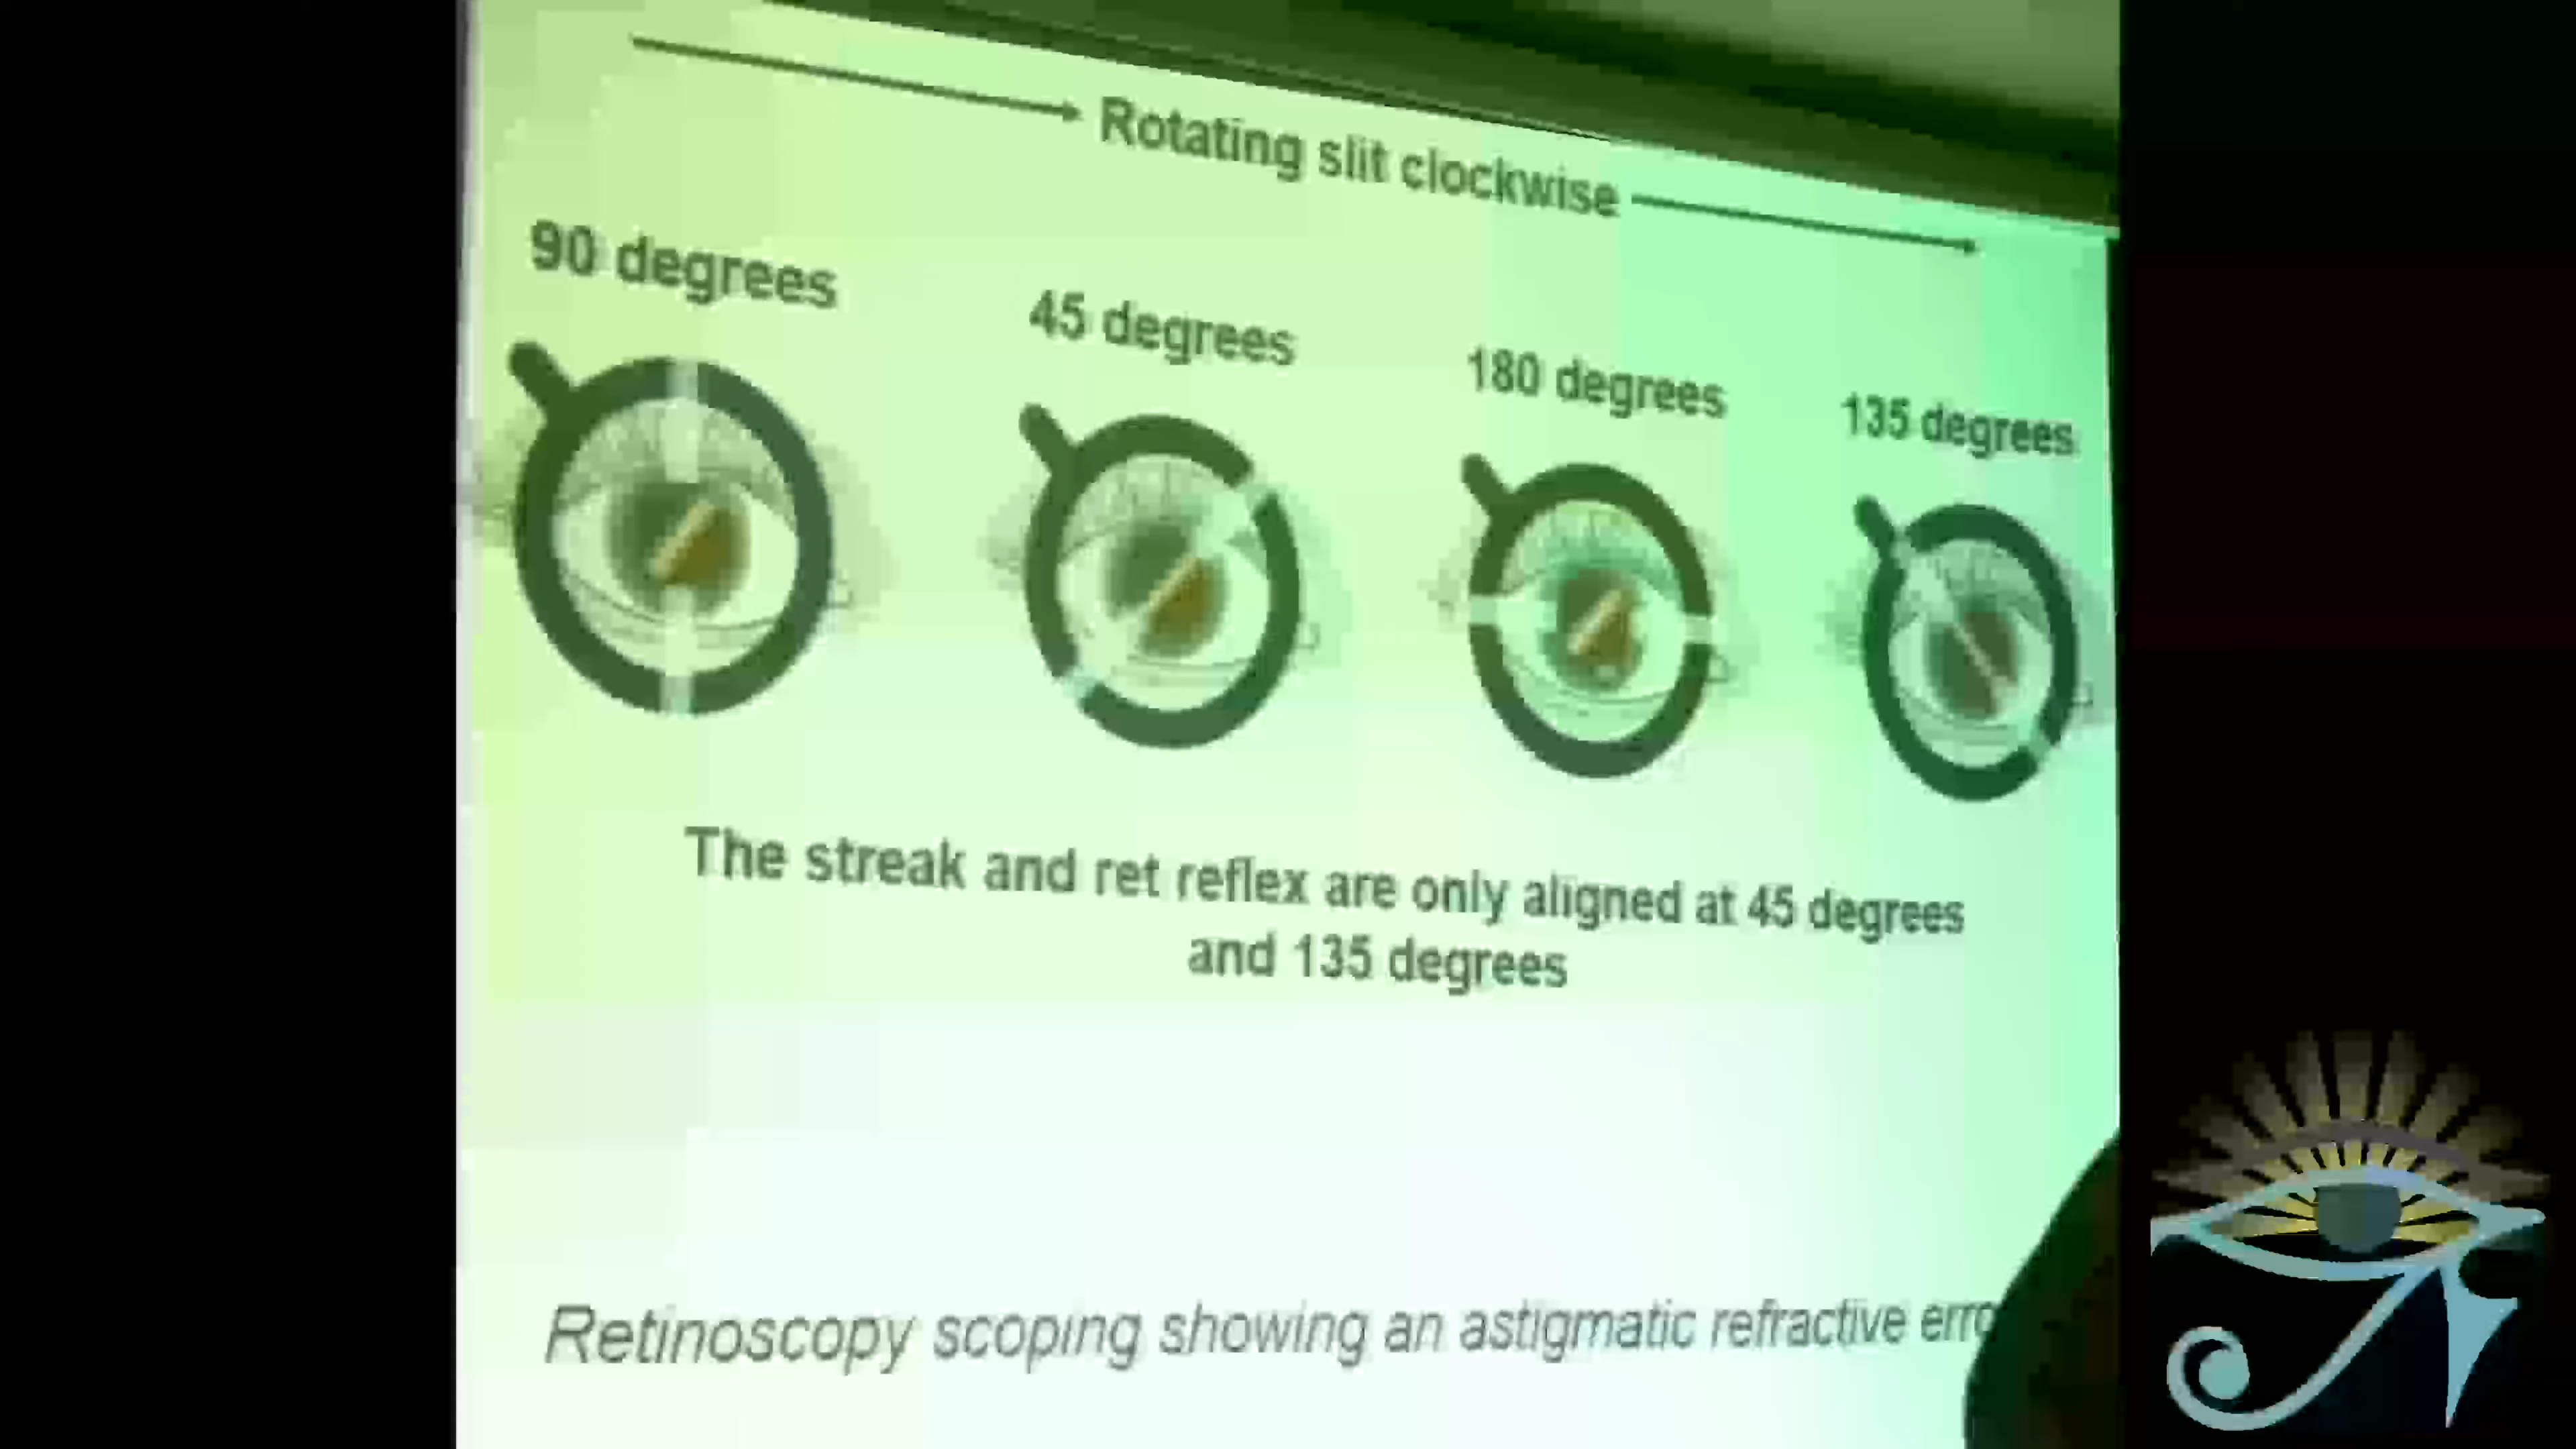 Rotating slit clockwise
90 degrees
45 degrees
180 degrees
135 degrees
The streak and ret reflex are only aligned at 45 degrees
and 135 degrees
Retinoscopy scoping showing an astigmatic refractive